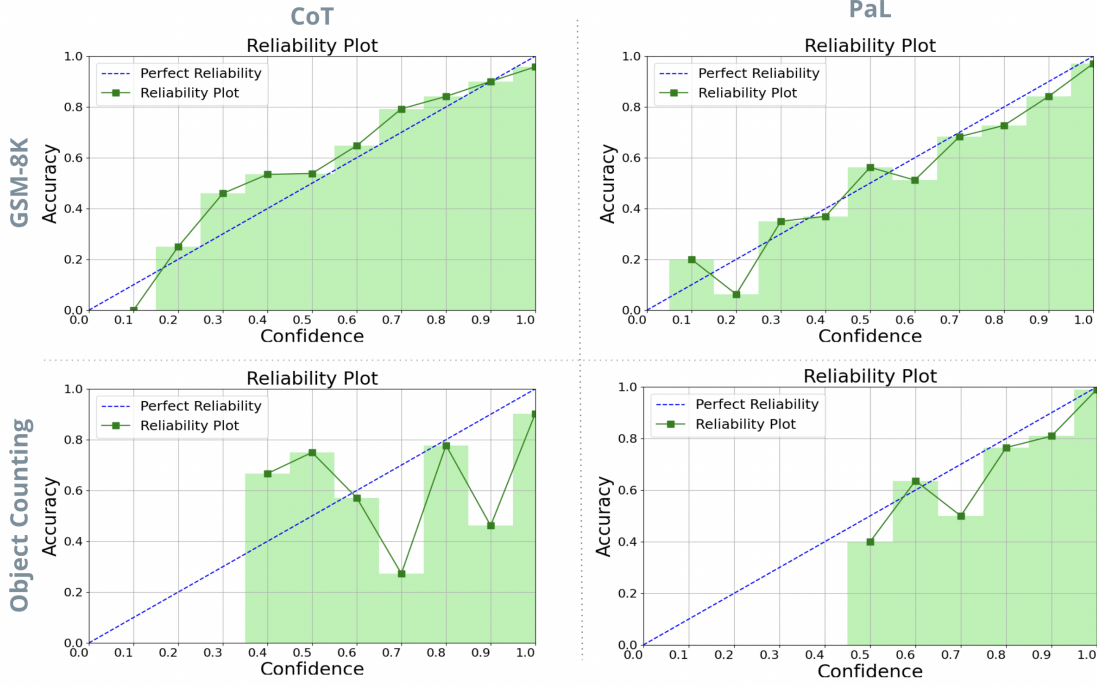 CoT
PaL
GSM-8K
Reliability Plot
Perfect Reliability
Reliability Plot
1.0
0.8
0.6
0.4
0.2
0.0
Accuracy
0.0 0.1 0.2 0.3 0.4 0.5 0.6 0.7 0.8 0.9 1.0
Confidence
Reliability Plot
Perfect Reliability
Reliability Plot
1.0
0.8
0.6
0.4
0.2
0.0
Accuracy
0.0 0.1 0.2 0.3 0.4 0.5 0.6 0.7 0.8 0.9 1.0
Confidence
Object Counting
Reliability Plot
Perfect Reliability
Reliability Plot
1.0
0.8
0.6
0.4
0.2
0.0
Accuracy
0.0 0.1 0.2 0.3 0.4 0.5 0.6 0.7 0.8 0.9 1.0
Confidence
Reliability Plot
Perfect Reliability
Reliability Plot
1.0
0.8
0.6
0.4
0.2
0.0
Accuracy
0.0 0.1 0.2 0.3 0.4 0.5 0.6 0.7 0.8 0.9 1.0
Confidence